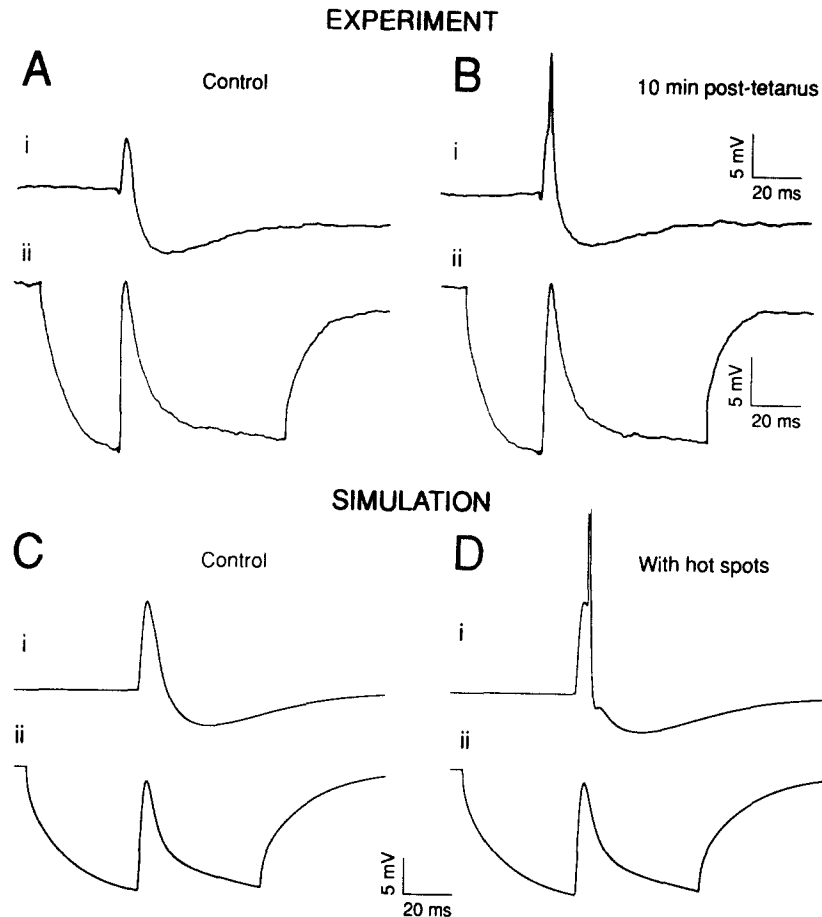 EXPERIMENT
A
Control
B
10 min post-tetanus
i
i
5 mV
20 ms
ii
ii
5 mV
20 ms
SIMULATION
C
Control
D
With hot spots
i
i
ii
ii
5 mV
20 ms